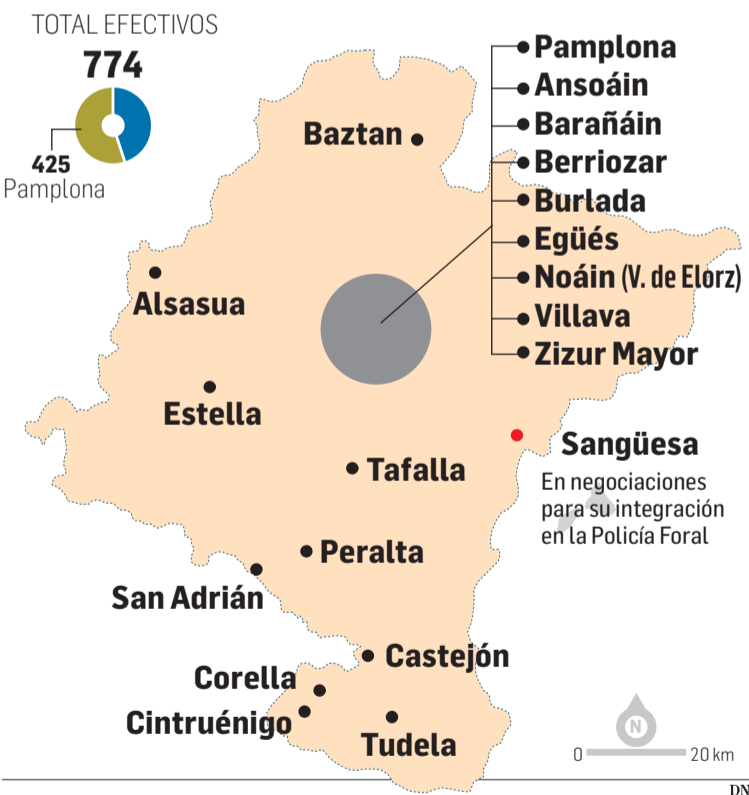 TOTAL EFECTIVOS
774
425
Pamplona
Pamplona
Ansoáin
Barañáin
Berriozar
Burlada
Egüés
Noáin (V. de Elorz)
Villava
Zizur Mayor
Baztan
Alsasua
Estella
Sangüesa
En negociaciones
para su integración
en la Policía Foral
Tafalla
Peralta
San Adrián
Castejón
Corella
Cintruénigo
Tudela
N
0 20 km
DN